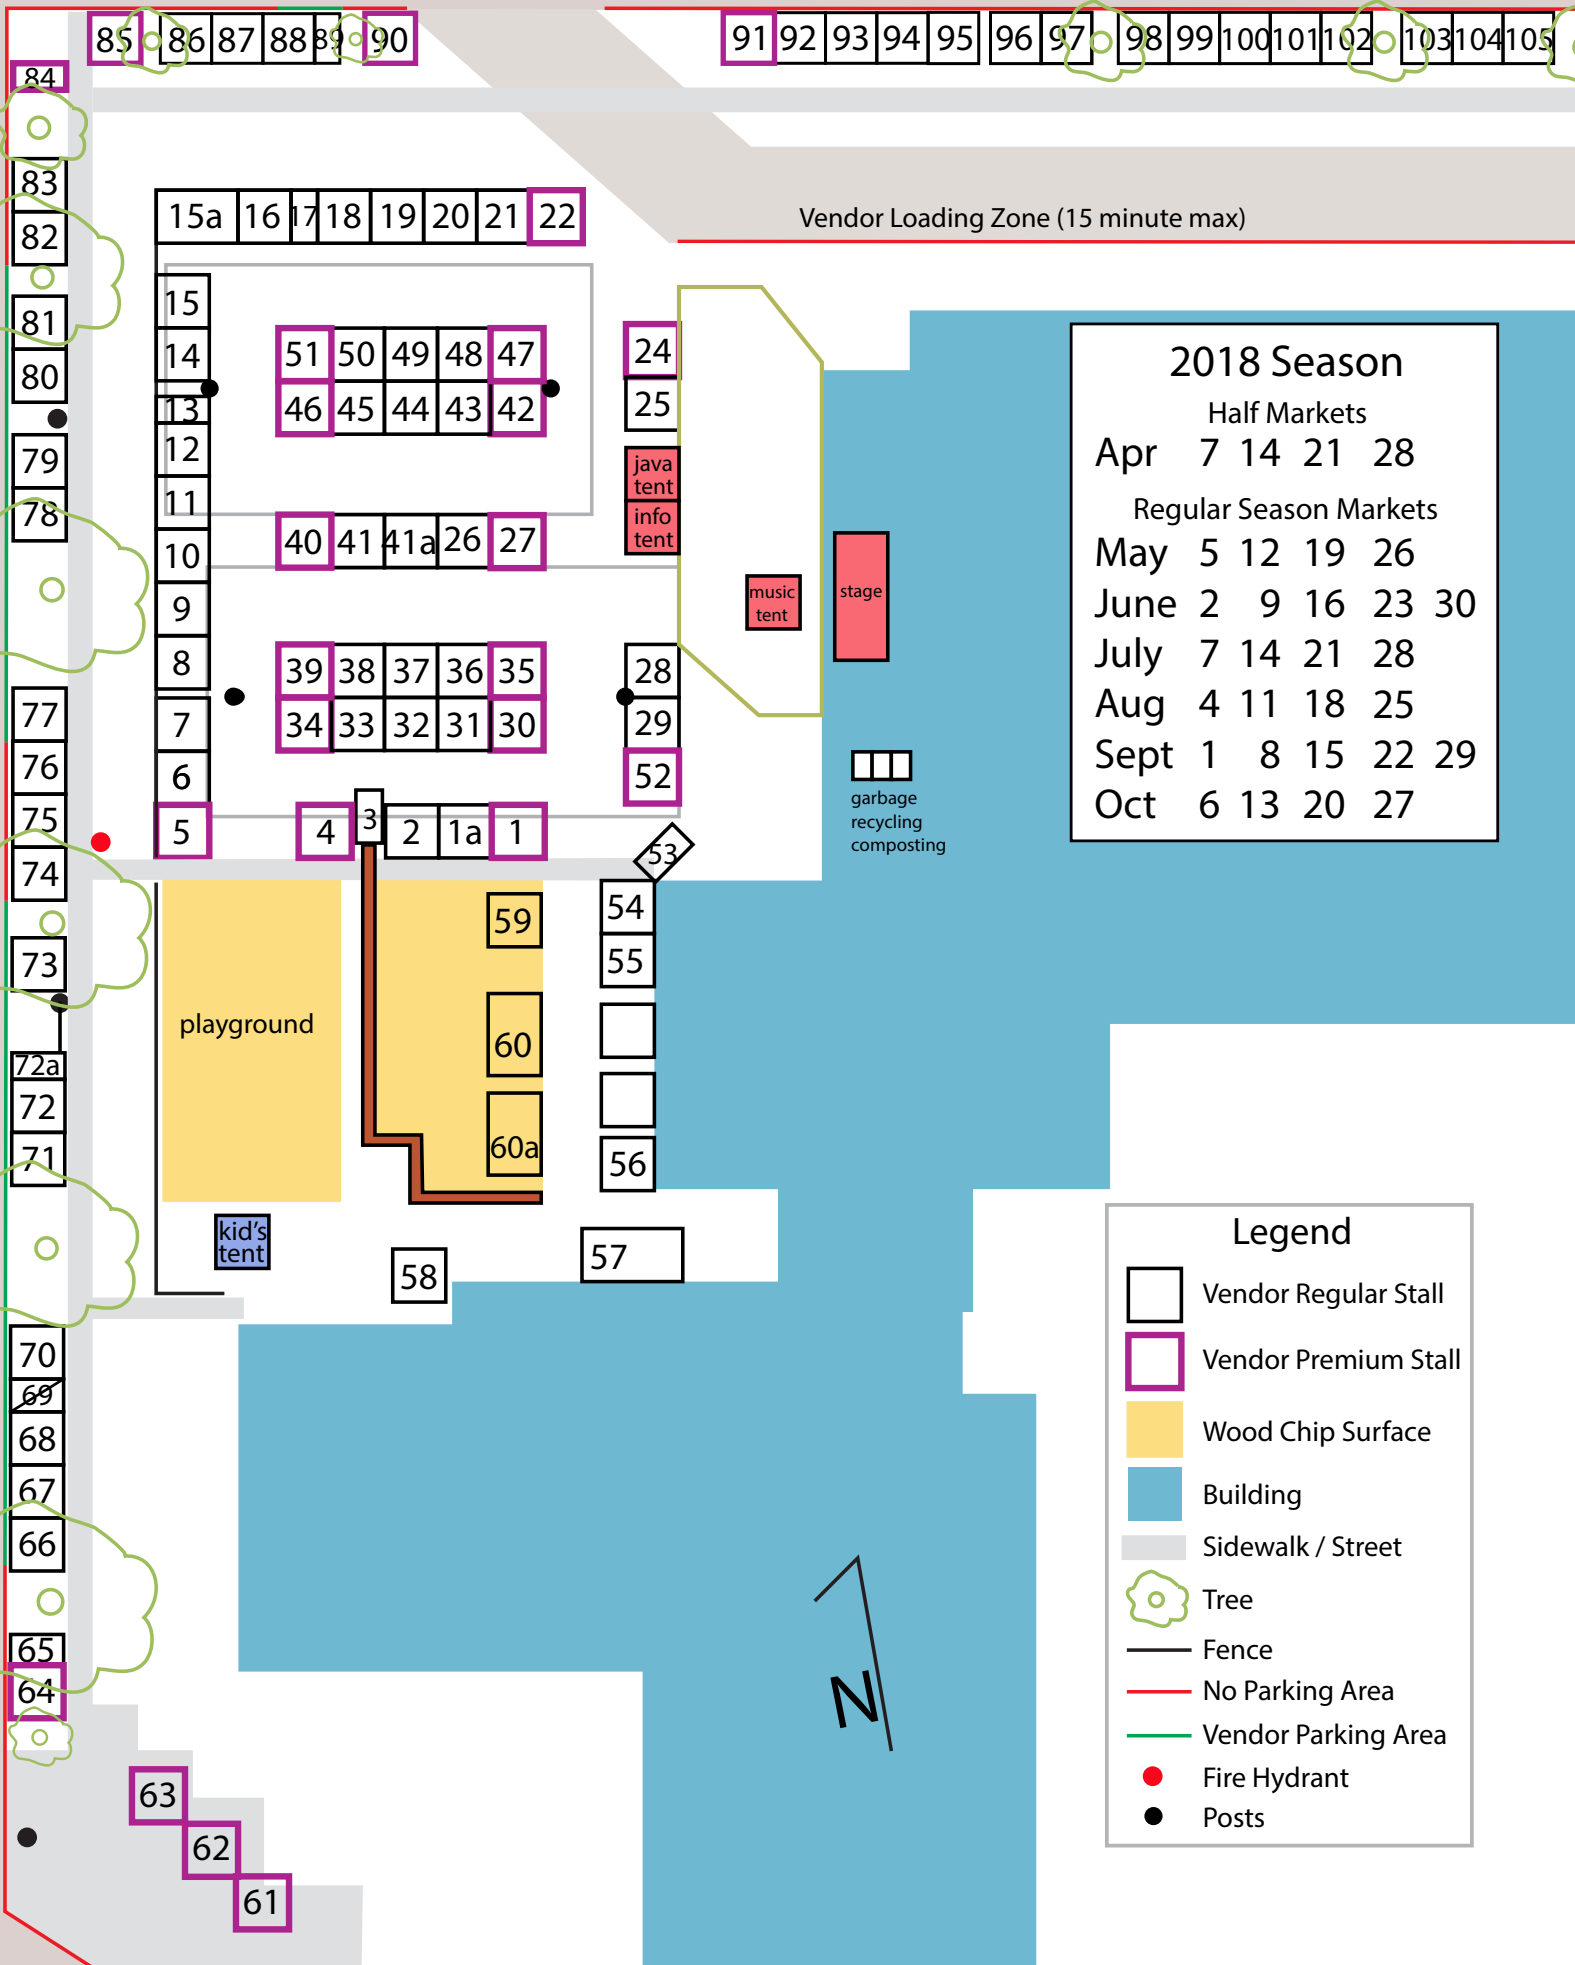 85 86 87 88 89 90 91 92 93 94 95 96 97 98 99 100 101 102 103 104 105
84
83
82
81
80
79
78
77
76
75
74
73
72a
72
71
70
69
68
67
66
65
64
63
62
61
15a 16 17 18 19 20 21 22
Vendor Loading Zone (15 minute max)
15
14
13
12
11
10
9
8
7
6
5
51 50 49 48 47
46 45 44 43 42
40 41 41a 26 27
39 38 37 36 35
34 33 32 31 30
4 3 2 1a 1
24
25
java
tent
info
tent
music
tent
stage
28
29
52
53
garbage
recycling
composting
54
55
56
57
58
59
60
60a
playground
kid's
tent
2018 Season
Half Markets
Apr 7 14 21 28
Regular Season Markets
May 5 12 19 26
June 2 9 16 23 30
July 7 14 21 28
Aug 4 11 18 25
Sept 1 8 15 22 29
Oct 6 13 20 27
Legend
Vendor Regular Stall
Vendor Premium Stall
Wood Chip Surface
Building
Sidewalk / Street
Tree
Fence
No Parking Area
Vendor Parking Area
Fire Hydrant
Posts
N